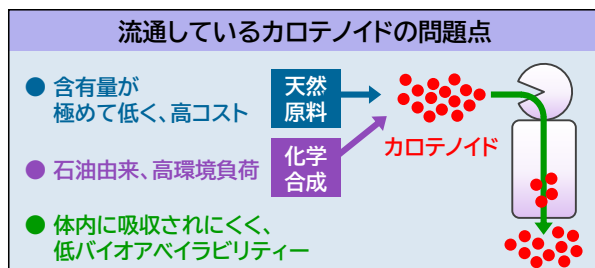 流通しているカロテノイドの問題点
● 含有量が
極めて低く、高コスト
● 石油由来、高環境負荷
● 体内に吸収されにくく、
低バイオアベイラビリティー
天然
原料
化学
合成
カロテノイド